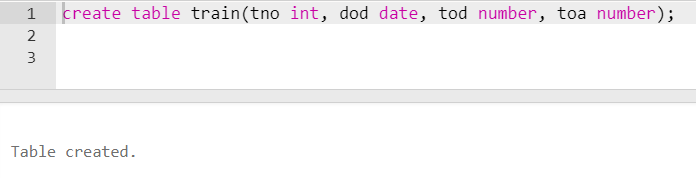 1 create table train(tno int, dod date, tod number, toa number);
2
3
Table created.